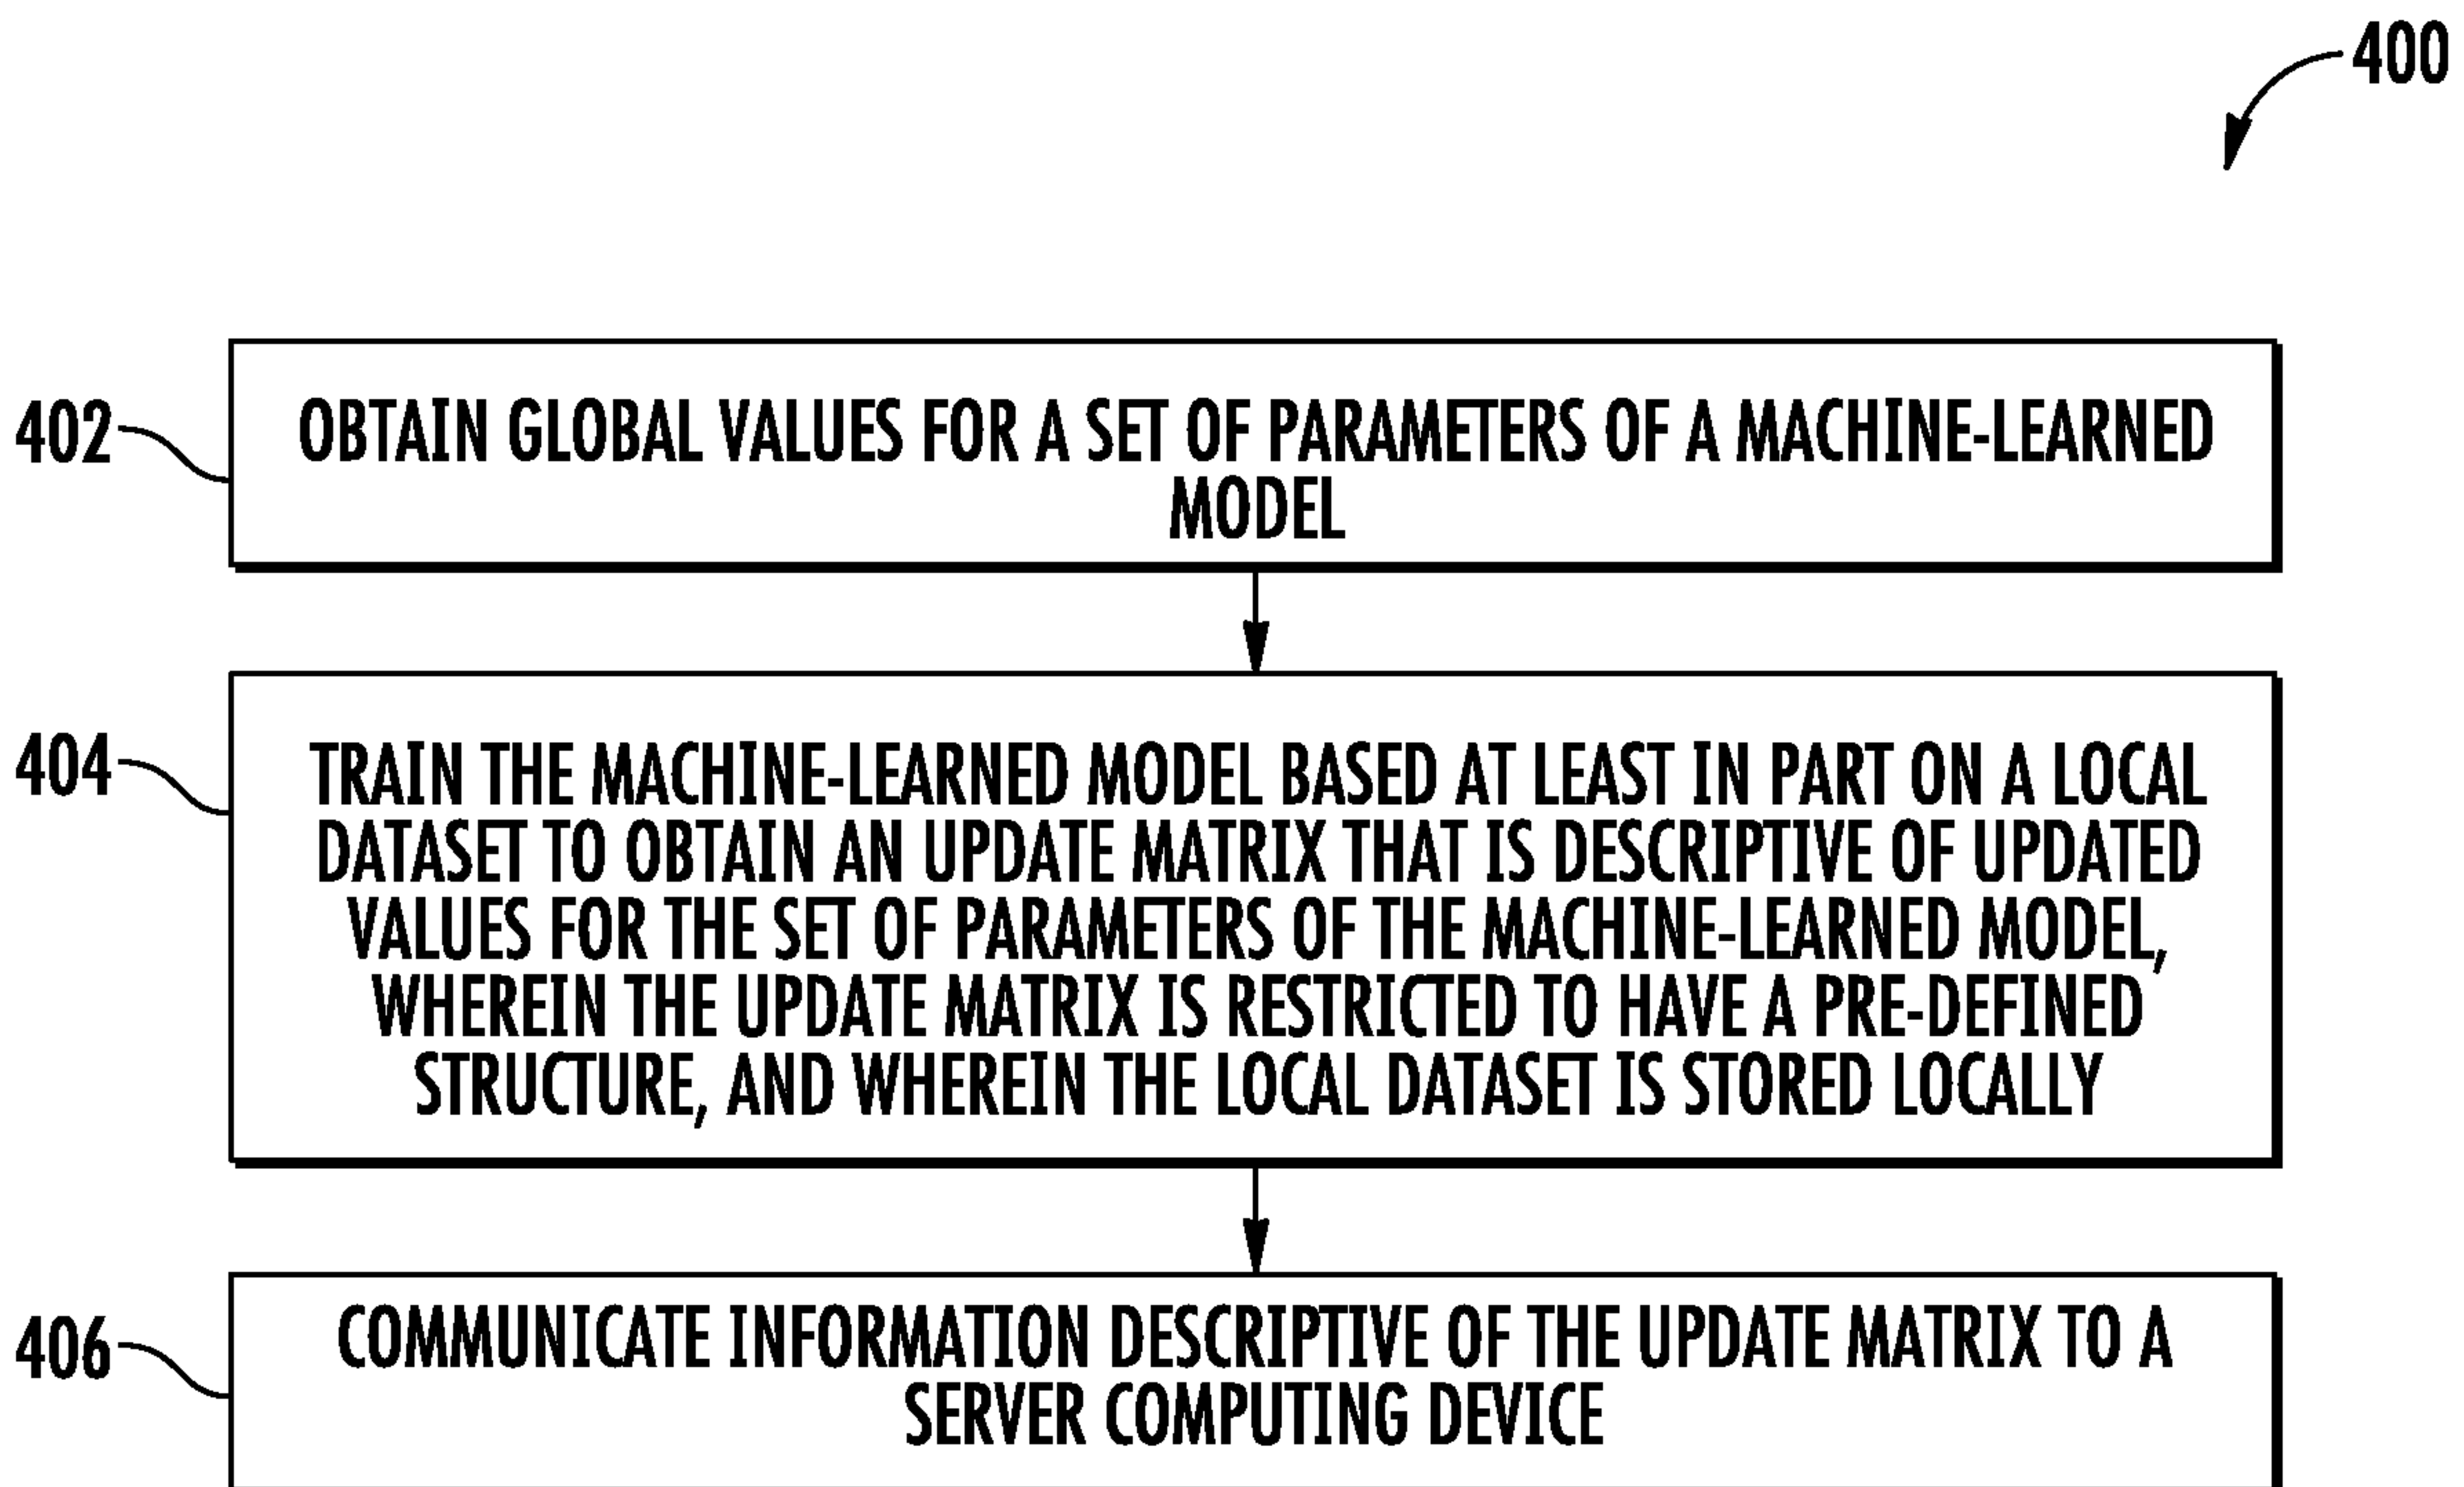 400
402
OBTAIN GLOBAL VALUES FOR A SET OF PARAMETERS OF A MACHINE-LEARNED
MODEL
404
TRAIN THE MACHINE-LEARNED MODEL BASED AT LEAST IN PART ON A LOCAL
DATASET TO OBTAIN AN UPDATE MATRIX THAT IS DESCRIPTIVE OF UPDATED
VALUES FOR THE SET OF PARAMETERS OF THE MACHINE-LEARNED MODEL,
WHEREIN THE UPDATE MATRIX IS RESTRICTED TO HAVE A PRE-DEFINED
STRUCTURE, AND WHEREIN THE LOCAL DATASET IS STORED LOCALLY
406
COMMUNICATE INFORMATION DESCRIPTIVE OF THE UPDATE MATRIX TO A
SERVER COMPUTING DEVICE